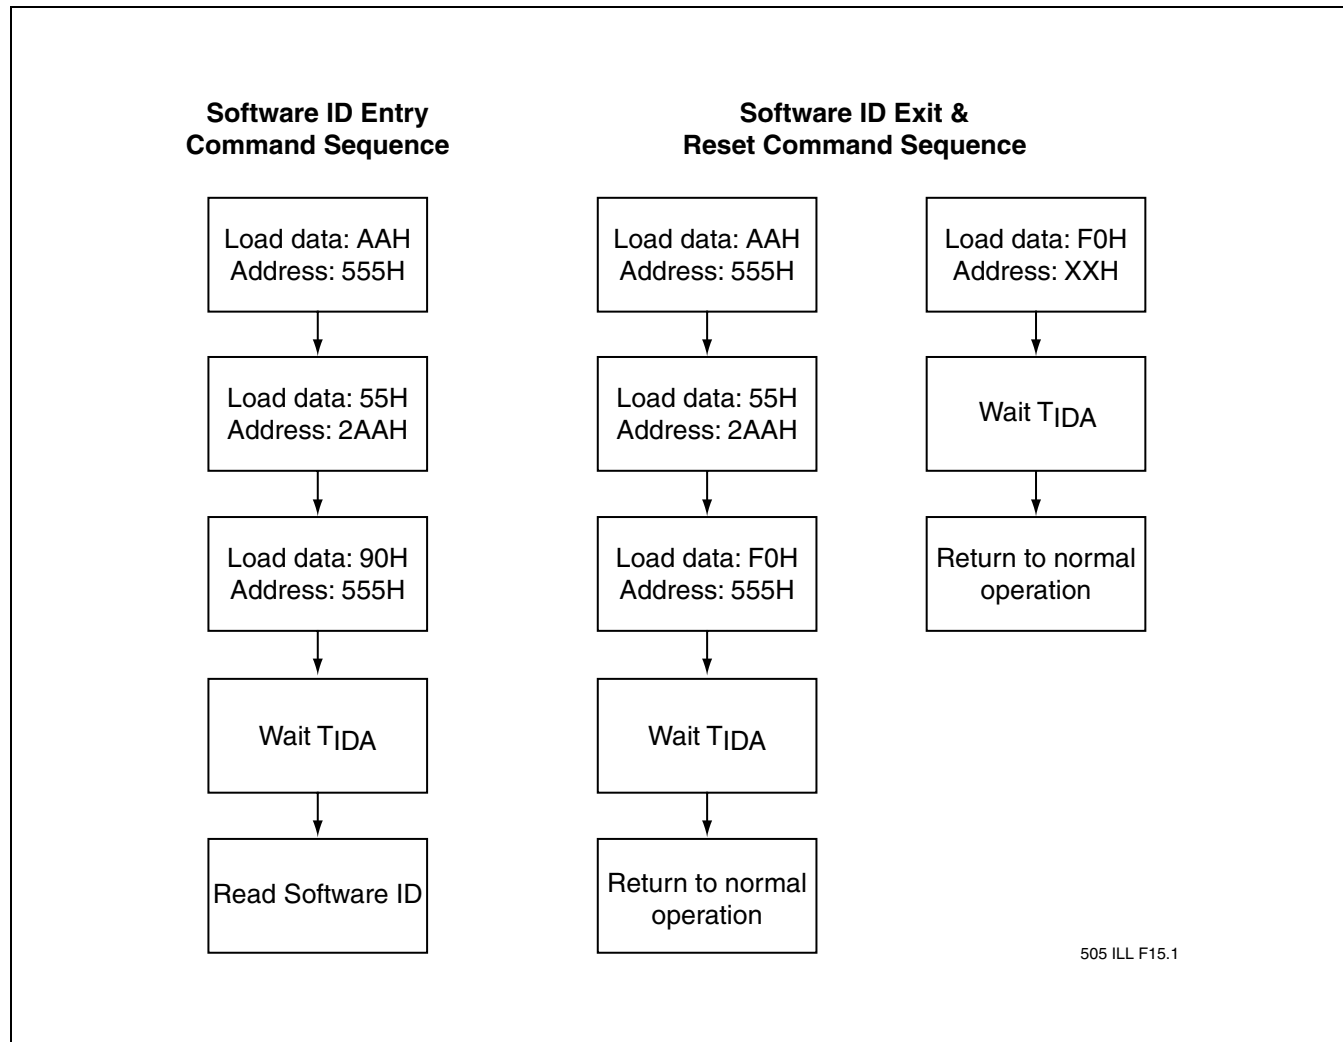 Software ID Entry
Command Sequence
Load data: AAH
Address: 555H
Load data: 55H
Address: 2AAH
Load data: 90H
Address: 555H
Wait TIDA
Read Software ID
Software ID Exit &
Reset Command Sequence
Load data: AAH
Address: 555H
Load data: 55H
Address: 2AAH
Load data: F0H
Address: 555H
Wait TIDA
Return to normal
operation
Load data: F0H
Address: XXH
Wait TIDA
Return to normal
operation
505 ILL F15.1